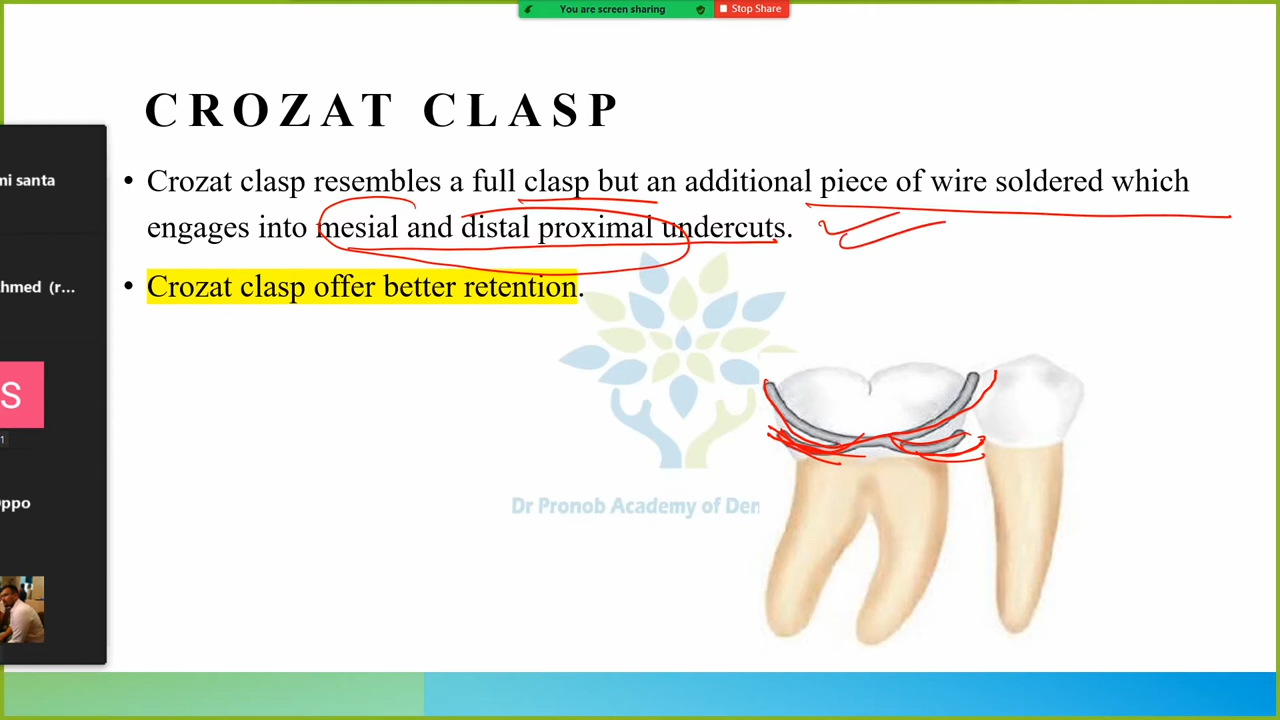 You are screen sharing
Stop Share
CROZAT CLASP
• Crozat clasp resembles a full clasp but an additional piece of wire soldered which
engages into mesial and distal proximal undercuts.
• Crozat clasp offer better retention.
Dr Pronob Academy of Den
ni santa
hmed (r...
S
1
ppo